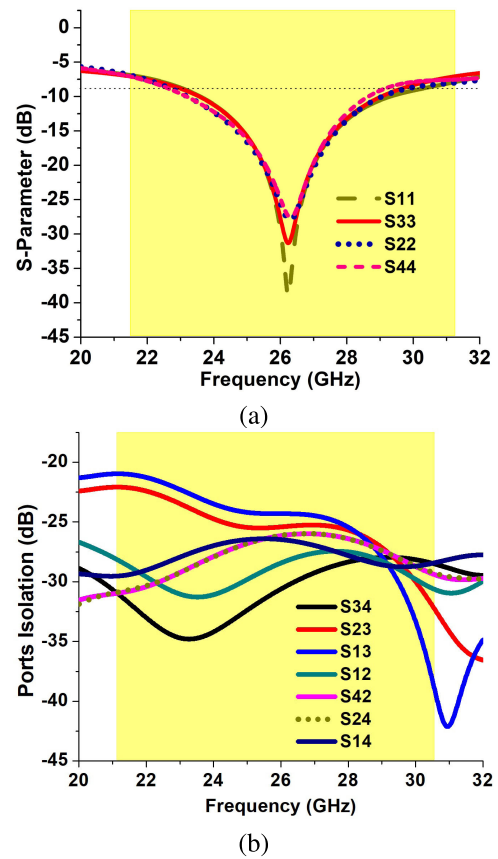 0
-5
-10
-15
-20
-25
-30
-35
-40
-45
S-Parameter (dB)
S11
S33
S22
S44
20 22 24 26 28 30 32
Frequency (GHz)
(a)
-20
-25
-30
-35
-40
-45
Ports Isolation (dB)
S34
S23
S13
S12
S42
S24
S14
20 22 24 26 28 30 32
Frequency (GHz)
(b)